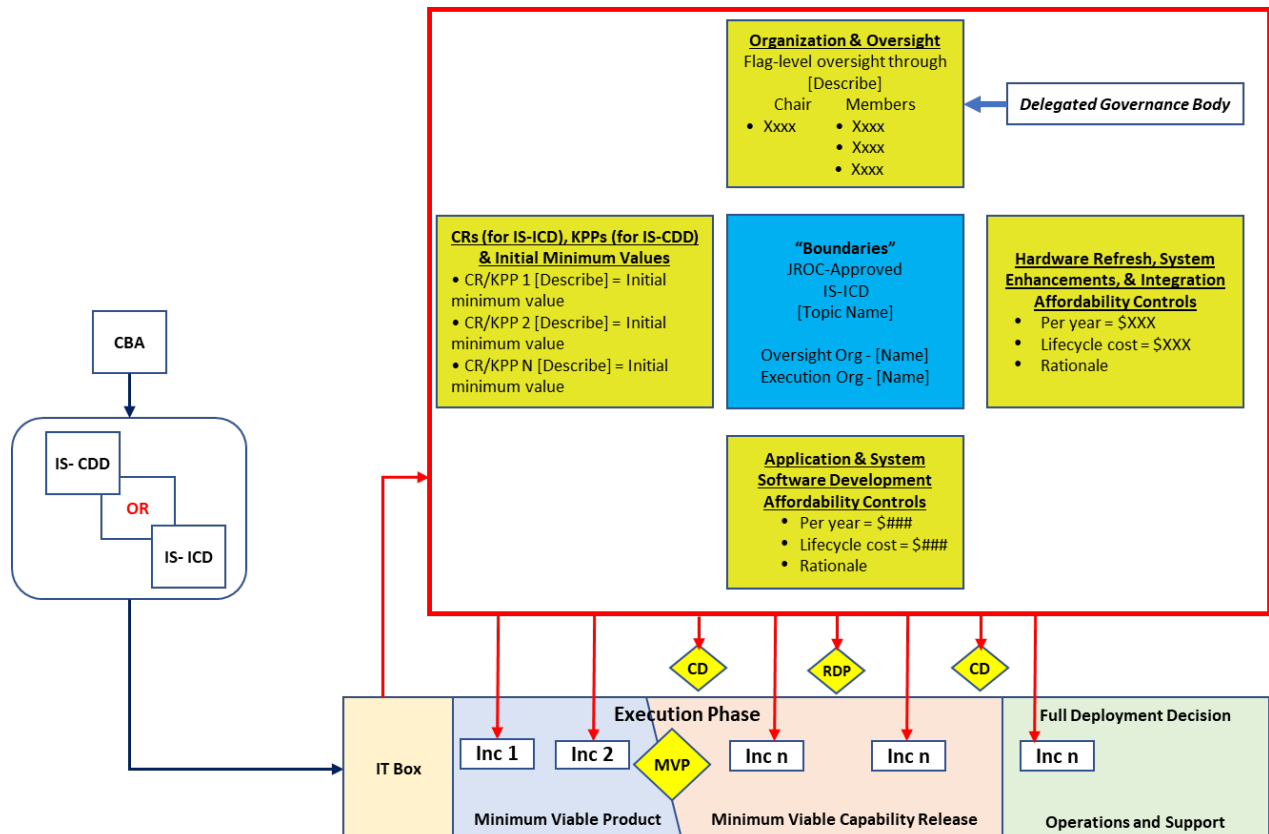 Organization & Oversight
Flag-level oversight through
[Describe]
Chair Members
• Xxxx • Xxxx
• Xxxx
• Xxxx
Delegated Governance Body
CRs (for IS-ICD), KPPs (for IS-CDD)
& Initial Minimum Values
• CR/KPP 1 [Describe] = Initial
minimum value
• CR/KPP 2 [Describe] = Initial
minimum value
• CR/KPP N [Describe] = Initial
minimum value
“Boundaries”
JROC-Approved
IS-ICD
[Topic Name]
Oversight Org - [Name]
Execution Org - [Name]
Hardware Refresh, System
Enhancements, & Integration
Affordability Controls
• Per year = $XXX
• Lifecycle cost = $XXX
• Rationale
CBA
IS- CDD
OR
IS- ICD
Application & System
Software Development
Affordability Controls
• Per year = $###
• Lifecycle cost = $###
• Rationale
CD
RDP
CD
Execution Phase
Full Deployment Decision
IT Box
Inc 1
Inc 2
MVP
Inc n
Inc n
Inc n
Minimum Viable Product
Minimum Viable Capability Release
Operations and Support